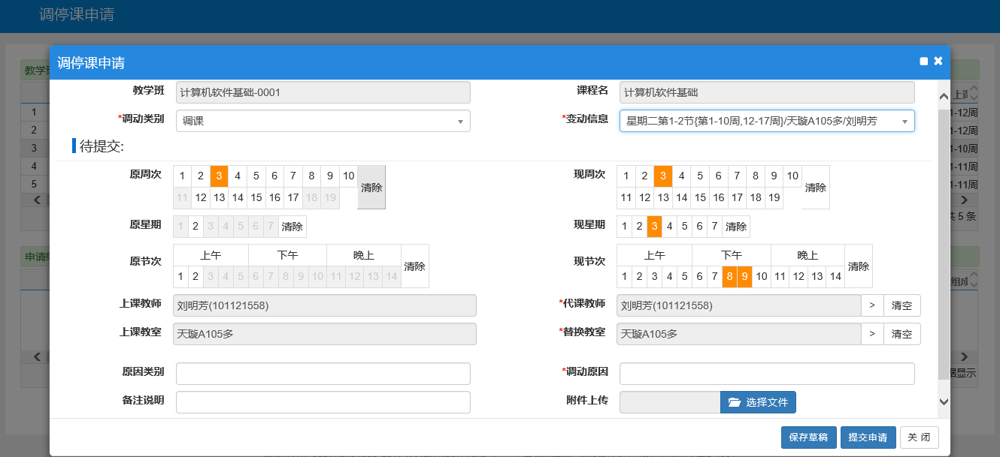 调停课申请
调停课申请
教学班 计算机软件基础-0001 课程名 计算机软件基础
*调动类别 调课 *变动信息 星期二第1-2节{第1-10周,12-17周}/天璇A105多/刘明芳
待提交:
原周次 1 2 3 4 5 6 7 8 9 10 清除 现周次 1 2 3 4 5 6 7 8 9 10 清除
11 12 13 14 15 16 17 18 19 11 12 13 14 15 16 17 18 19
原星期 1 2 3 4 5 6 7 清除 现星期 1 2 3 4 5 6 7 清除
原节次 上午 下午 晚上 清除 现节次 上午 下午 晚上 清除
1 2 3 4 5 6 7 8 9 10 11 12 13 14 1 2 3 4 5 6 7 8 9 10 11 12 13 14
上课教师 刘明芳(101121558) *代课教师 刘明芳(101121558) > 清空
上课教室 天璇A105多 *替换教室 天璇A105多 > 清空
原因类别 *调动原因
备注说明 附件上传 选择文件
保存草稿 提交申请 关 闭
教学
上课
1 1-12周
2 1-12周
3 1-10周
4 1-11周
5 1-11周
共 5 条
申请
组成
据显示